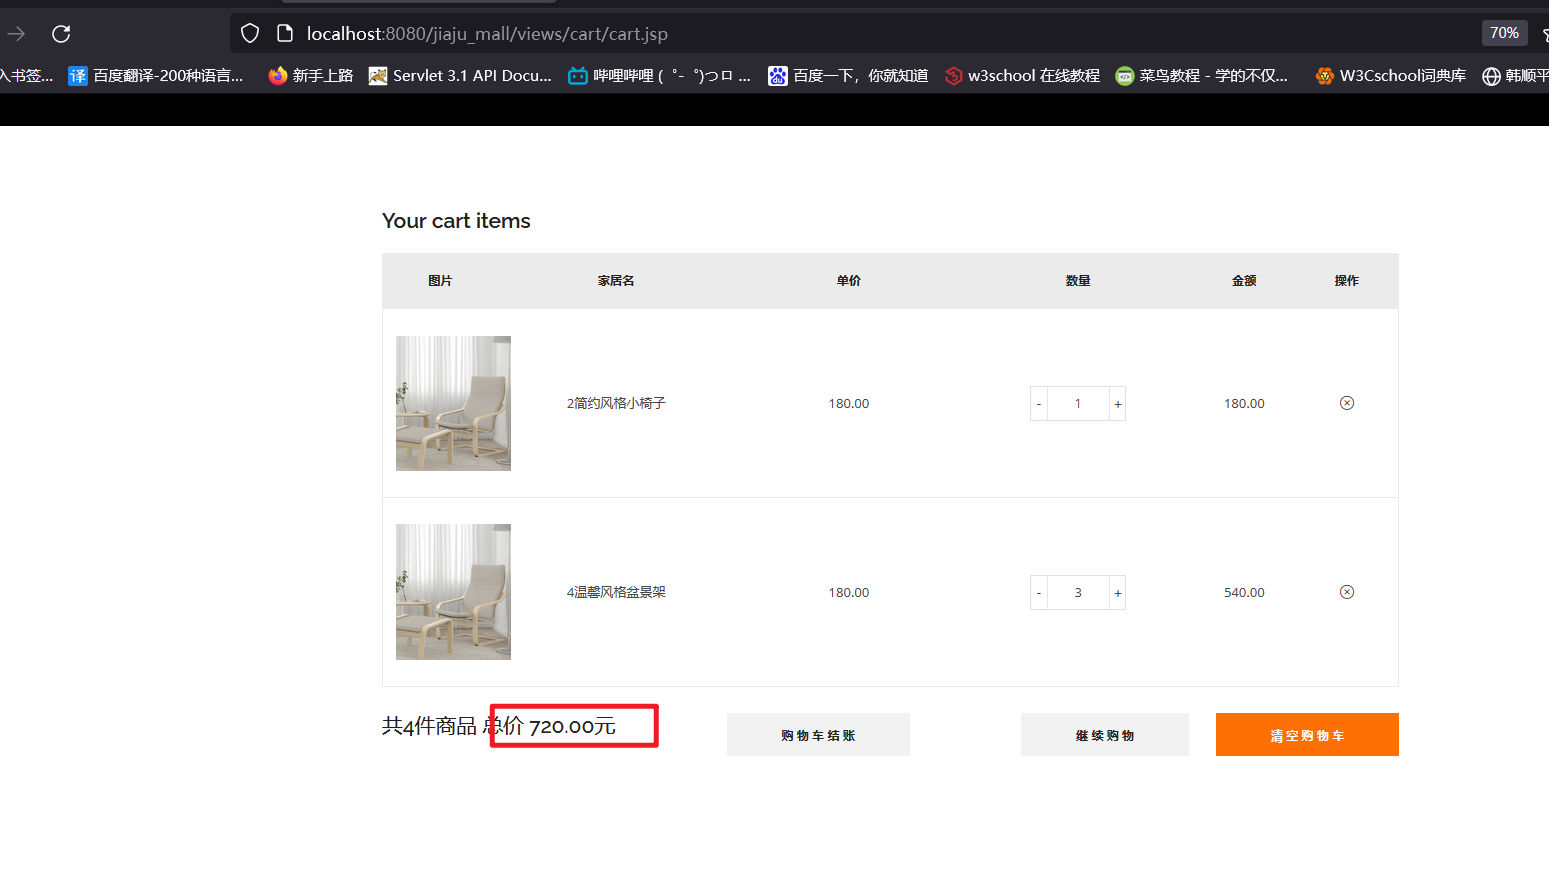 localhost:8080/jiaju_mall/views/cart/cart.jsp 70%
入书签... 译 百度翻译-200种语言... 新手上路 Servlet 3.1 API Docu... 哔哩哔哩 (゜-゜)つロ ... 百度一下，你就知道 w3school 在线教程 菜鸟教程 - 学的不仅... W3Cschool词典库 韩顺平
Your cart items
图片 家居名 单价 数量 金额 操作
2简约风格小椅子 180.00 - 1 + 180.00
4温馨风格盆景架 180.00 - 3 + 540.00
共4件商品 总价 720.00元 购物车结账 继续购物 清空购物车